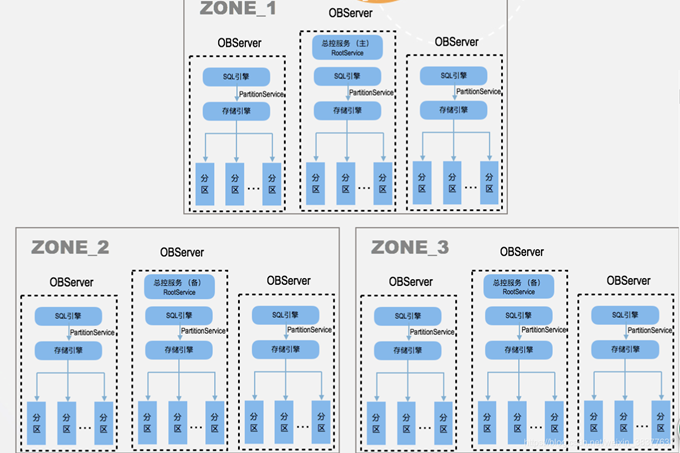 ZONE_1
OBServer
OBServer
OBServer
总控服务 (主)
RootService
SQL引擎
SQL引擎
SQL引擎
PartitionService
PartitionService
PartitionService
存储引擎
存储引擎
存储引擎
分区
分区
...
分区
分区
分区
...
分区
分区
分区
...
分区
ZONE_2
OBServer
OBServer
OBServer
总控服务 (备)
RootService
SQL引擎
SQL引擎
SQL引擎
PartitionService
PartitionService
PartitionService
存储引擎
存储引擎
存储引擎
分区
分区
...
分区
分区
分区
...
分区
分区
分区
...
分区
ZONE_3
OBServer
OBServer
OBServer
总控服务 (备)
RootService
SQL引擎
SQL引擎
SQL引擎
PartitionService
PartitionService
PartitionService
存储引擎
存储引擎
存储引擎
分区
分区
...
分区
分区
分区
...
分区
分区
分区
...
分区